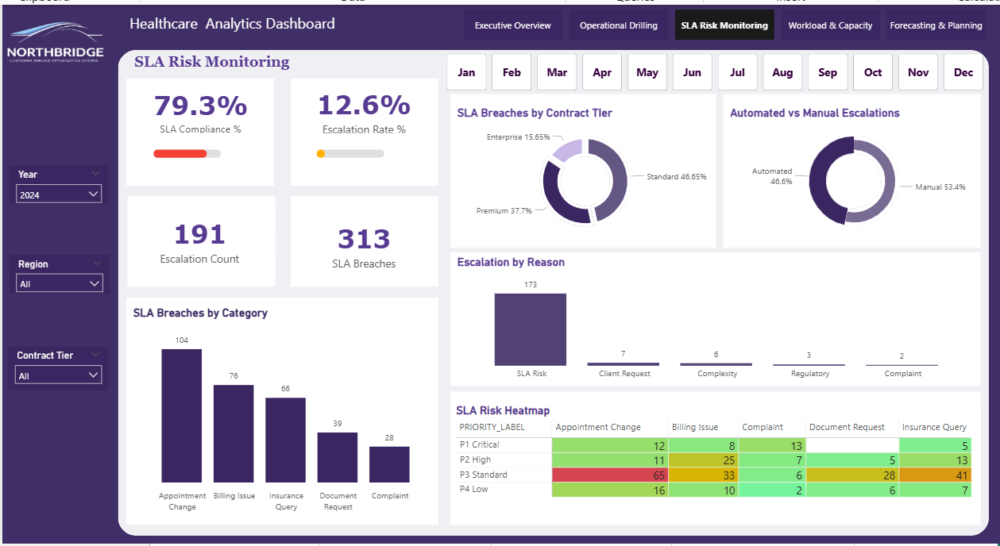 Healthcare Analytics Dashboard
Executive Overview
Operational Drilling
SLA Risk Monitoring
Workload & Capacity
Forecasting & Planning
NORTHBRIDGE
CUSTOMER SERVICE OPTIMISATION SYSTEM
Year
2024
Region
All
Contract Tier
All
SLA Risk Monitoring
Jan
Feb
Mar
Apr
May
Jun
Jul
Aug
Sep
Oct
Nov
Dec
79.3%
SLA Compliance %
12.6%
Escalation Rate %
191
Escalation Count
313
SLA Breaches
SLA Breaches by Category
104
76
66
39
28
Appointment
Change
Billing Issue
Insurance
Query
Document
Request
Complaint
SLA Breaches by Contract TIer
Enterprise 15.65%
Standard 46.65%
Premium 37.7%
Automated vs Manual Escalations
Automated
46.6%
Manual 53.4%
Escalation by Reason
173
7
6
3
2
SLA Risk
Client Request
Complexity
Regulatory
Complaint
SLA Risk Heatmap
PRIORITY_LABEL Appointment Change Billing Issue Complaint Document Request Insurance Query
P1 Critical 12 8 13 5
P2 High 11 25 7 5 13
P3 Standard 65 33 6 28 41
P4 Low 16 10 2 6 7